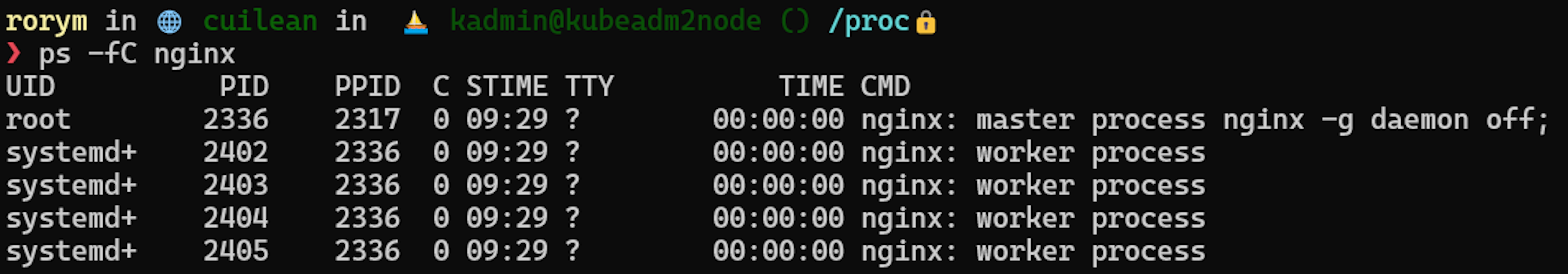 rorym in 🌐 cuilean in ⛵ kadmin@kubeadm2node () /proc🔒
❯ ps -fC nginx
UID          PID    PPID  C STIME TTY          TIME CMD
root        2336    2317  0 09:29 ?        00:00:00 nginx: master process nginx -g daemon off;
systemd+    2402    2336  0 09:29 ?        00:00:00 nginx: worker process
systemd+    2403    2336  0 09:29 ?        00:00:00 nginx: worker process
systemd+    2404    2336  0 09:29 ?        00:00:00 nginx: worker process
systemd+    2405    2336  0 09:29 ?        00:00:00 nginx: worker process